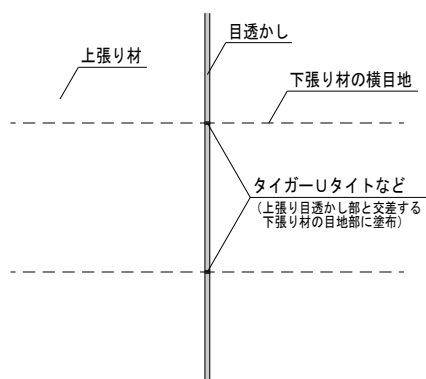 目透かし
上張り材
下張り材の横目地
タイガーUタイトなど
（上張り目透かし部と交差する
下張り材の目地部に塗布）